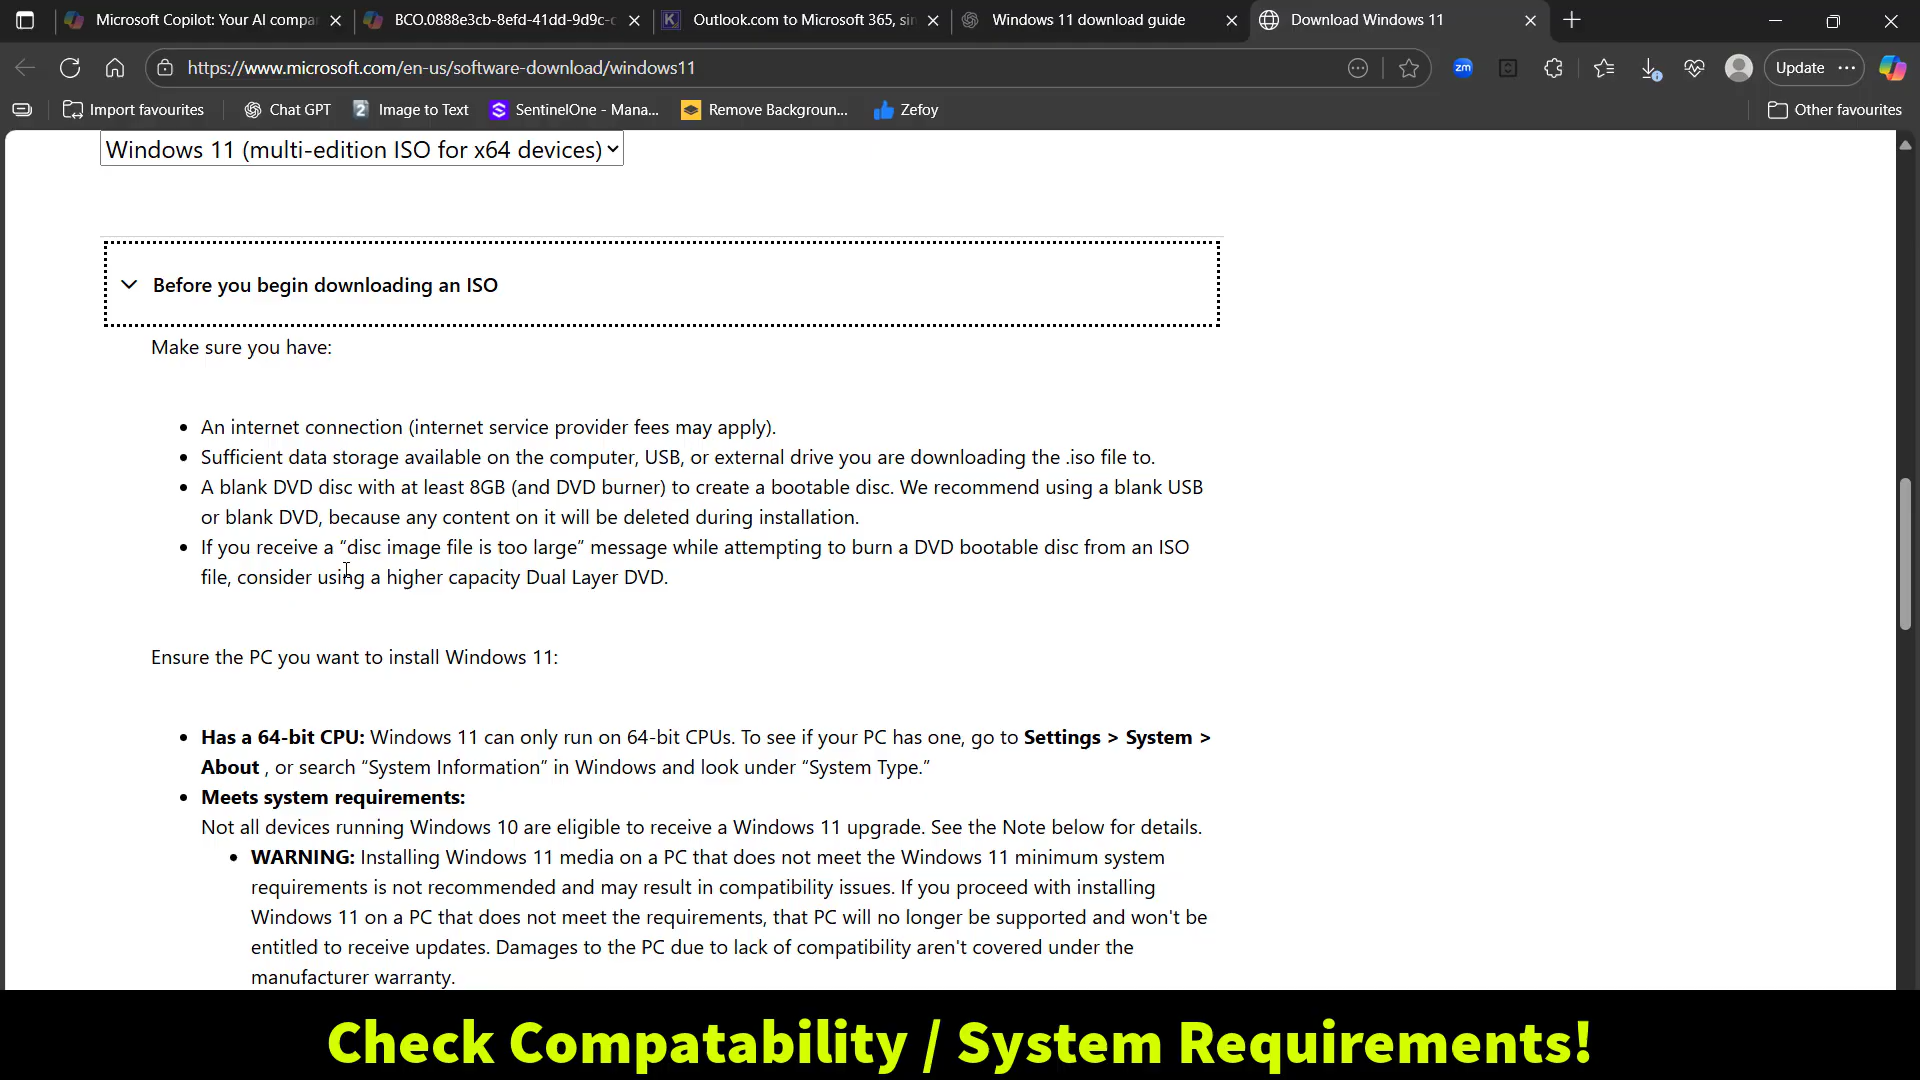 Microsoft Copilot: Your AI compa
BCO.0888e3cb-8efd-41dd-9d9c-c
Outlook.com to Microsoft 365, sin
Windows 11 download guide
Download Windows 11
https://www.microsoft.com/en-us/software-download/windows11
zm
Update
Import favourites
Chat GPT
Image to Text
SentinelOne - Mana...
Remove Backgroun...
Zefoy
Other favourites
Windows 11 (multi-edition ISO for x64 devices)
Before you begin downloading an ISO
Make sure you have:
• An internet connection (internet service provider fees may apply).
• Sufficient data storage available on the computer, USB, or external drive you are downloading the .iso file to.
• A blank DVD disc with at least 8GB (and DVD burner) to create a bootable disc. We recommend using a blank USB
or blank DVD, because any content on it will be deleted during installation.
• If you receive a “disc image file is too large” message while attempting to burn a DVD bootable disc from an ISO
file, consider using a higher capacity Dual Layer DVD.
Ensure the PC you want to install Windows 11:
• Has a 64-bit CPU: Windows 11 can only run on 64-bit CPUs. To see if your PC has one, go to Settings > System >
About , or search “System Information” in Windows and look under “System Type.”
• Meets system requirements:
Not all devices running Windows 10 are eligible to receive a Windows 11 upgrade. See the Note below for details.
• WARNING: Installing Windows 11 media on a PC that does not meet the Windows 11 minimum system
requirements is not recommended and may result in compatibility issues. If you proceed with installing
Windows 11 on a PC that does not meet the requirements, that PC will no longer be supported and won't be
entitled to receive updates. Damages to the PC due to lack of compatibility aren't covered under the
manufacturer warranty.
Check Compatability / System Requirements!